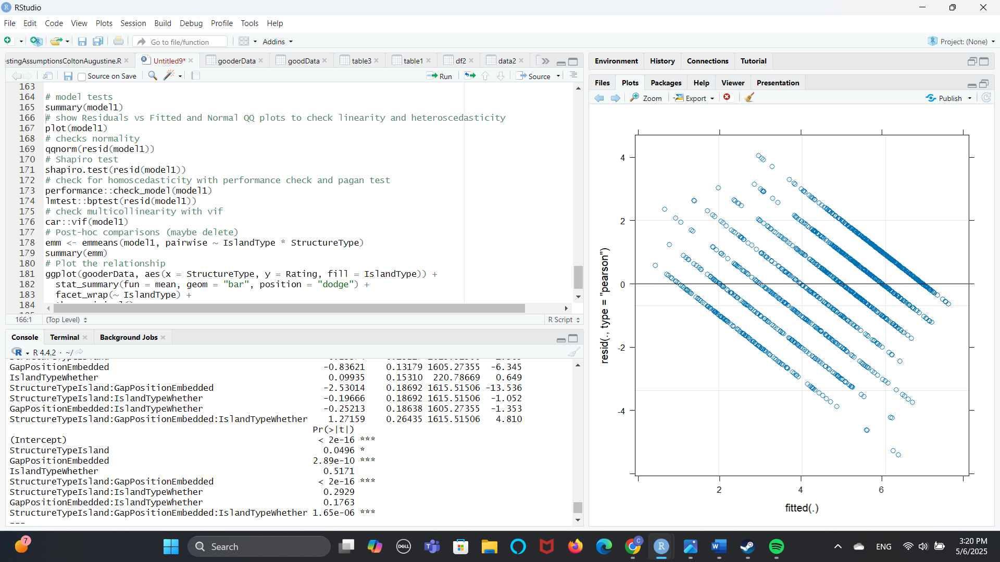 RStudio
File Edit Code View Plots Session Build Debug Profile Tools Help
Go to file/function Addins Project: (None)
stingAssumptionsColtonAugustine.R Untitled9* gooderData goodData table3 table1 df2 data2
Source on Save Run Source
163
164 # model tests
165 summary(model1)
166 # show Residuals vs Fitted and Normal QQ plots to check linearity and heteroscedasticity
167 plot(model1)
168 # checks normality
169 qqnorm(resid(model1))
170 # Shapiro test
171 shapiro.test(resid(model1))
172 # check for homoscedasticity with performance check and pagan test
173 performance::check_model(model1)
174 lmtest::bptest(resid(model1))
175 # check multicollinearity with vif
176 car::vif(model1)
177 # Post-hoc comparisons (maybe delete)
178 emm <- emmeans(model1, pairwise ~ IslandType * StructureType)
179 summary(emm)
180 # Plot the relationship
181 ggplot(gooderData, aes(x = StructureType, y = Rating, fill = IslandType)) +
182 stat_summary(fun = mean, geom = "bar", position = "dodge") +
183 facet_wrap(~ IslandType) +
184
166:1 (Top Level) R Script
Console Terminal Background Jobs
R 4.4.2 · ~/
GapPositionEmbedded -0.83621 0.13179 1605.27355 -6.345
IslandTypeWhether 0.09935 0.15310 220.78669 0.649
StructureTypeIsland:GapPositionEmbedded -2.53014 0.18692 1615.51506 -13.536
StructureTypeIsland:IslandTypeWhether -0.19666 0.18692 1615.51506 -1.052
GapPositionEmbedded:IslandTypeWhether -0.25213 0.18638 1605.27355 -1.353
StructureTypeIsland:GapPositionEmbedded:IslandTypeWhether 1.27159 0.26435 1615.51506 4.810
Pr(>|t|)
(Intercept) < 2e-16 ***
StructureTypeIsland 0.0496 *
GapPositionEmbedded 2.89e-10 ***
IslandTypeWhether 0.5171
StructureTypeIsland:GapPositionEmbedded < 2e-16 ***
StructureTypeIsland:IslandTypeWhether 0.2929
GapPositionEmbedded:IslandTypeWhether 0.1763
StructureTypeIsland:GapPositionEmbedded:IslandTypeWhether 1.65e-06 ***
---
Environment History Connections Tutorial
Files Plots Packages Help Viewer Presentation
Zoom Export Publish
4
2
0
-2
-4
resid(., type = "pearson")
2 4 6
fitted(.)
7
Search
DELL
ENG
3:20 PM
5/6/2025